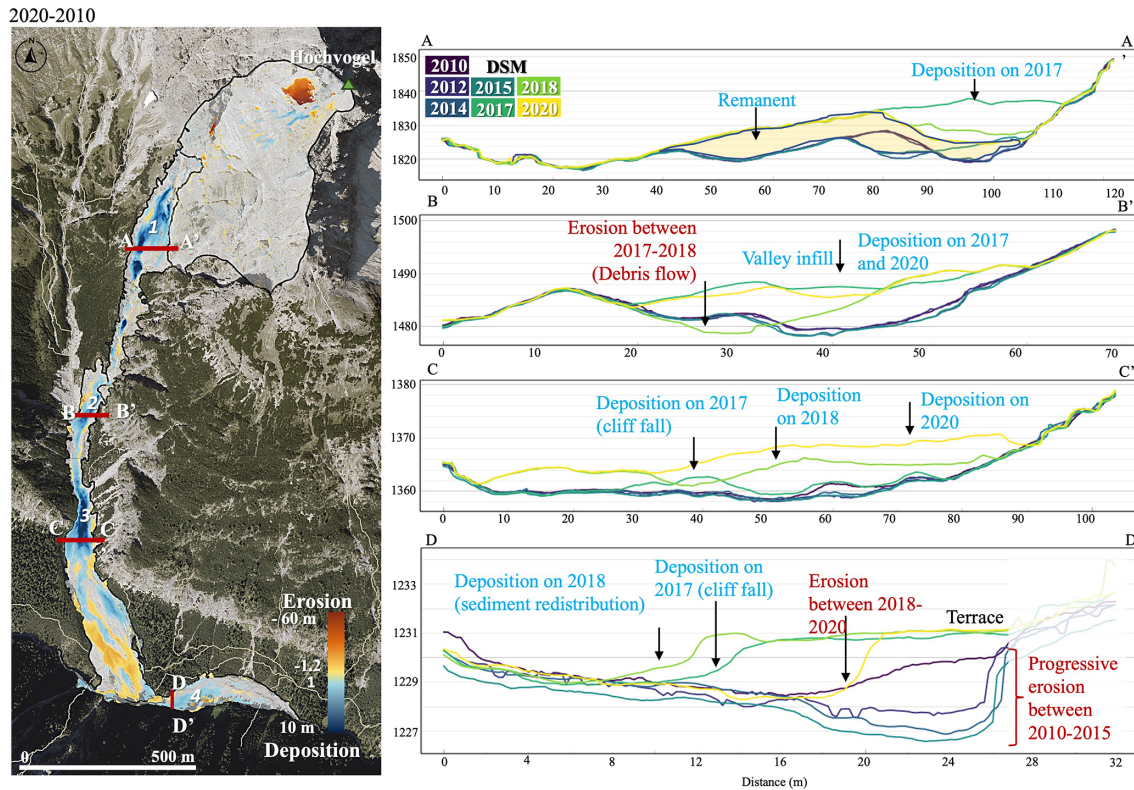 2020-2010
N
Hochvogel
1
A
A'
2
B
B'
3
C
C'
D
4
D'
Erosion
- 60 m
-1.2
1
10 m
Deposition
0
500 m
A
A'
1850
1840
1830
1820
2010
DSM
2012
2015
2018
2014
2017
2020
Remanent
Deposition on 2017
0 10 20 30 40 50 60 70 80 90 100 110 120
B
B'
1500
1490
1480
Erosion between
2017-2018
(Debris flow)
Valley infill
Deposition on 2017
and 2020
0 10 20 30 40 50 60 70
C
C'
1380
1370
1360
Deposition on 2017
(cliff fall)
Deposition
on 2018
Deposition on
2020
0 10 20 30 40 50 60 70 80 90 100
D
D
1233
1231
1229
1227
Deposition on 2018
(sediment redistribution)
Deposition on
2017 (cliff fall)
Erosion
between 2018-
2020
Terrace
Progressive
erosion
between
2010-2015
0 4 8 12 16 20 24 28 32
Distance (m)